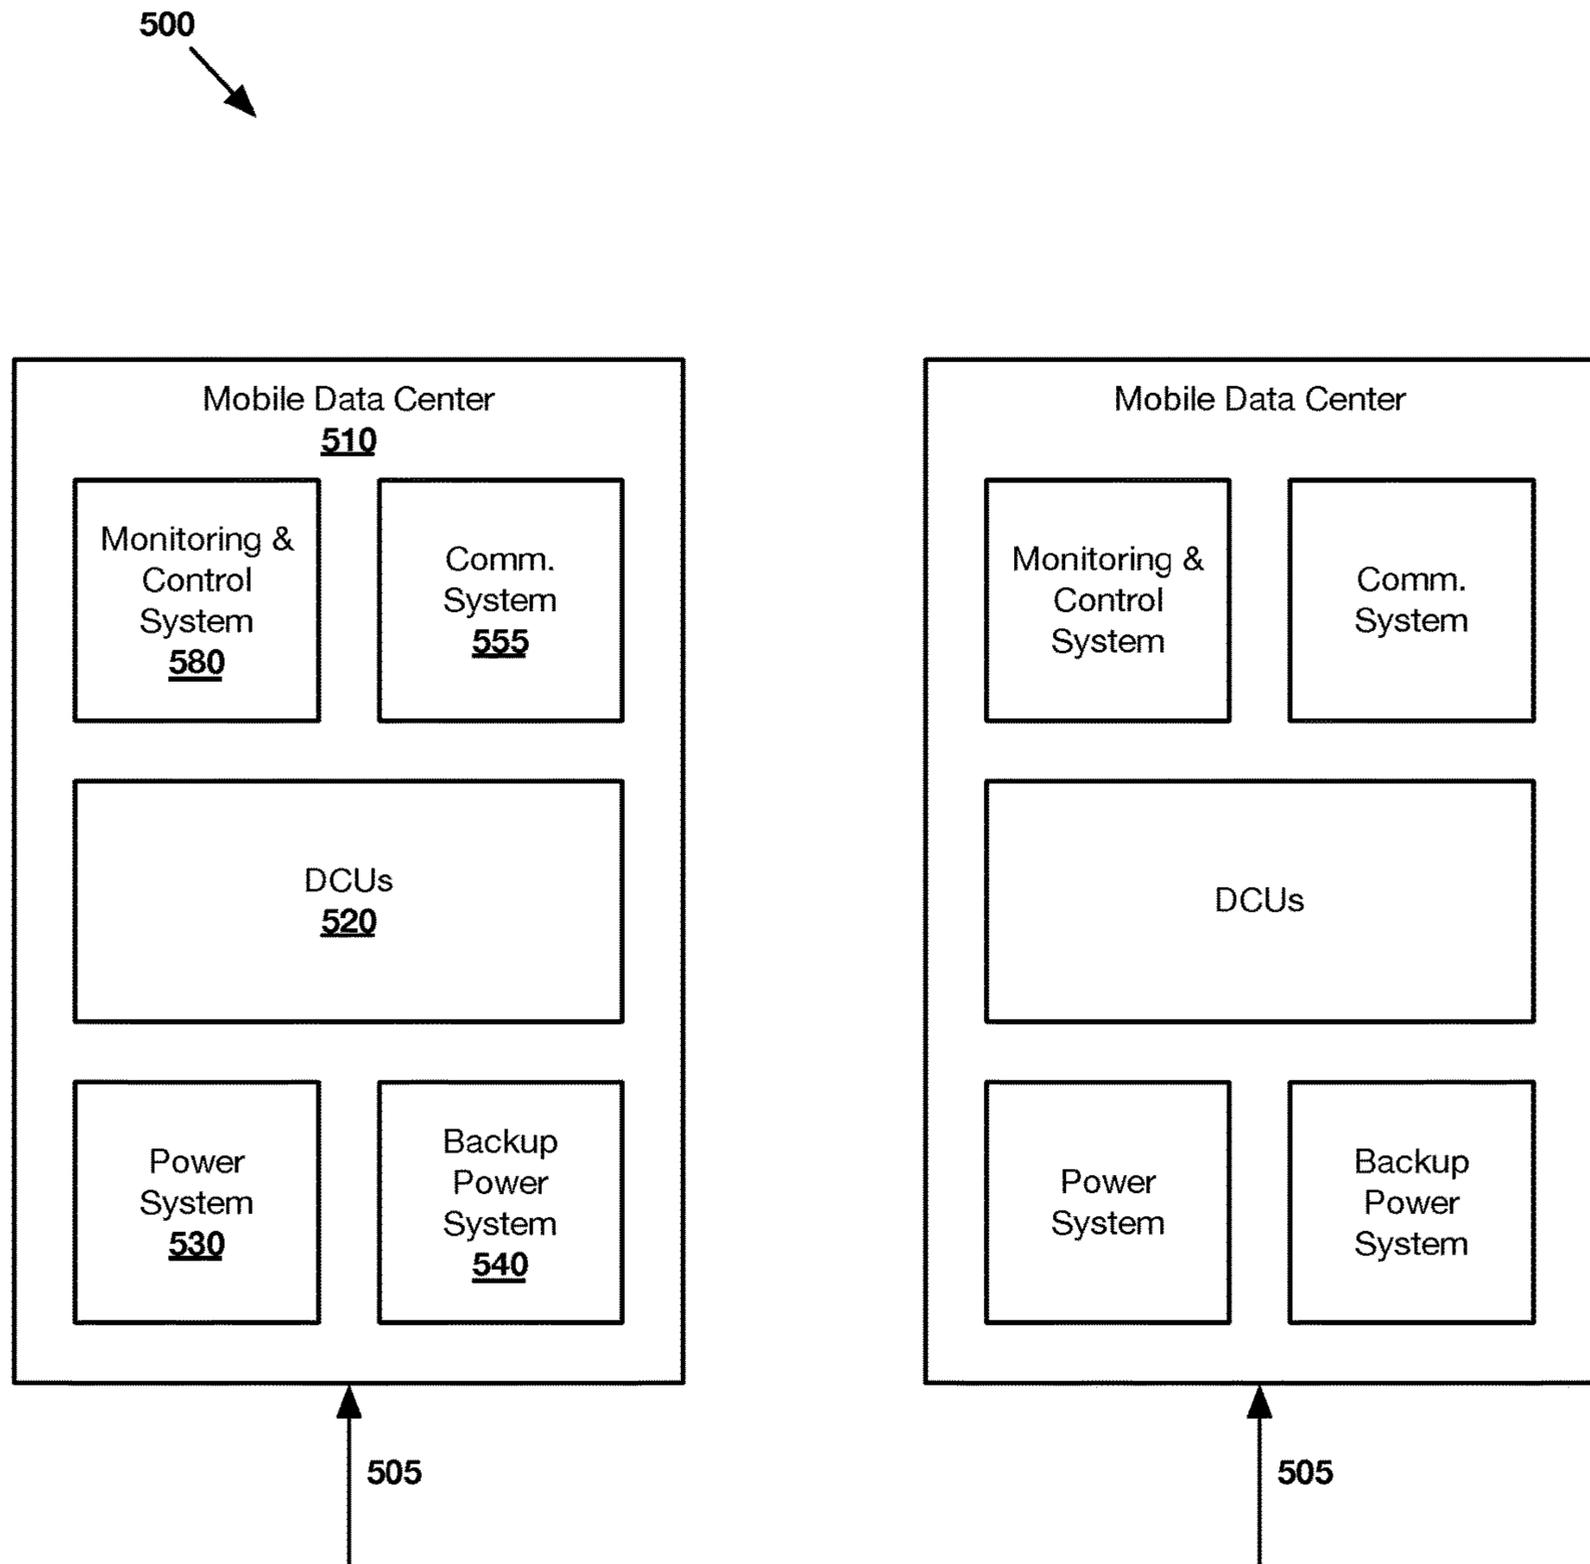 500
Mobile Data Center
510
Monitoring &
Control
System
580
Comm.
System
555
DCUs
520
Power
System
530
Backup
Power
System
540
505
Mobile Data Center
Monitoring &
Control
System
Comm.
System
DCUs
Power
System
Backup
Power
System
505